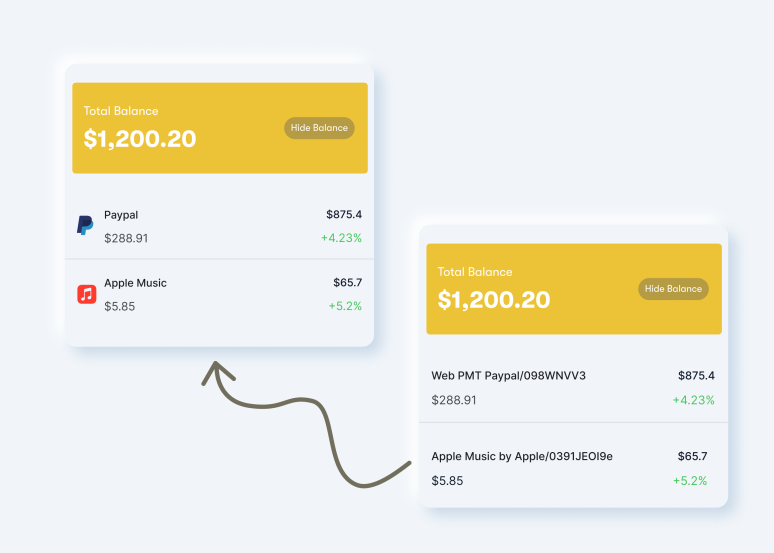 Total Balance
$1,200.20
Hide Balance
Paypal
$875.4
$288.91
+4.23%
Apple Music
$65.7
$5.85
+5.2%
Total Balance
$1,200.20
Hide Balance
Web PMT Paypal/098WNVV3
$875.4
$288.91
+4.23%
Apple Music by Apple/0391JEOI9e
$65.7
$5.85
+5.2%